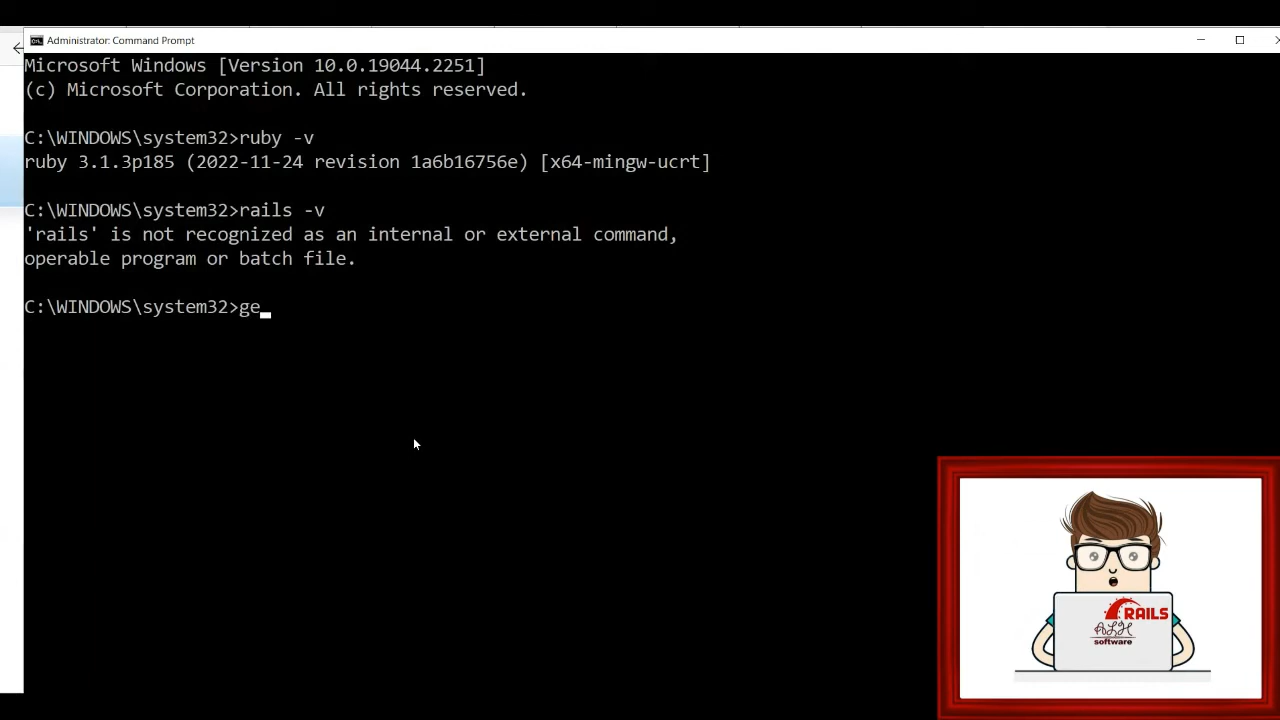 Administrator: Command Prompt
Microsoft Windows [Version 10.0.19044.2251]
(c) Microsoft Corporation. All rights reserved.
C:\WINDOWS\system32>ruby -v
ruby 3.1.3p185 (2022-11-24 revision 1a6b16756e) [x64-mingw-ucrt]
C:\WINDOWS\system32>rails -v
'rails' is not recognized as an internal or external command,
operable program or batch file.
C:\WINDOWS\system32>ge
RAILS
ALH
software